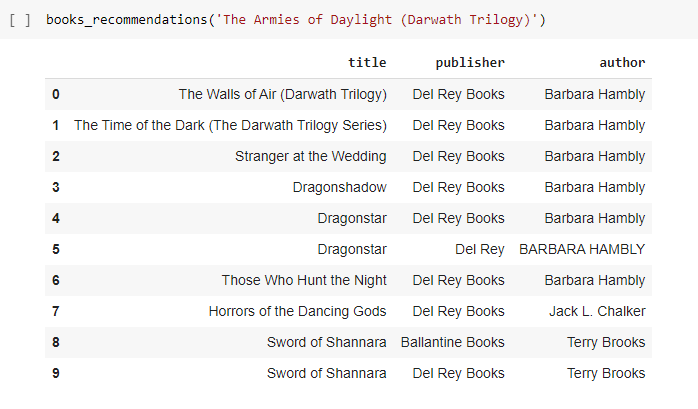 [ ] books_recommendations('The Armies of Daylight (Darwath Trilogy)')
title publisher author
0 The Walls of Air (Darwath Trilogy) Del Rey Books Barbara Hambly
1 The Time of the Dark (The Darwath Trilogy Series) Del Rey Books Barbara Hambly
2 Stranger at the Wedding Del Rey Books Barbara Hambly
3 Dragonshadow Del Rey Books Barbara Hambly
4 Dragonstar Del Rey Books Barbara Hambly
5 Dragonstar Del Rey BARBARA HAMBLY
6 Those Who Hunt the Night Del Rey Books Barbara Hambly
7 Horrors of the Dancing Gods Del Rey Books Jack L. Chalker
8 Sword of Shannara Ballantine Books Terry Brooks
9 Sword of Shannara Del Rey Books Terry Brooks